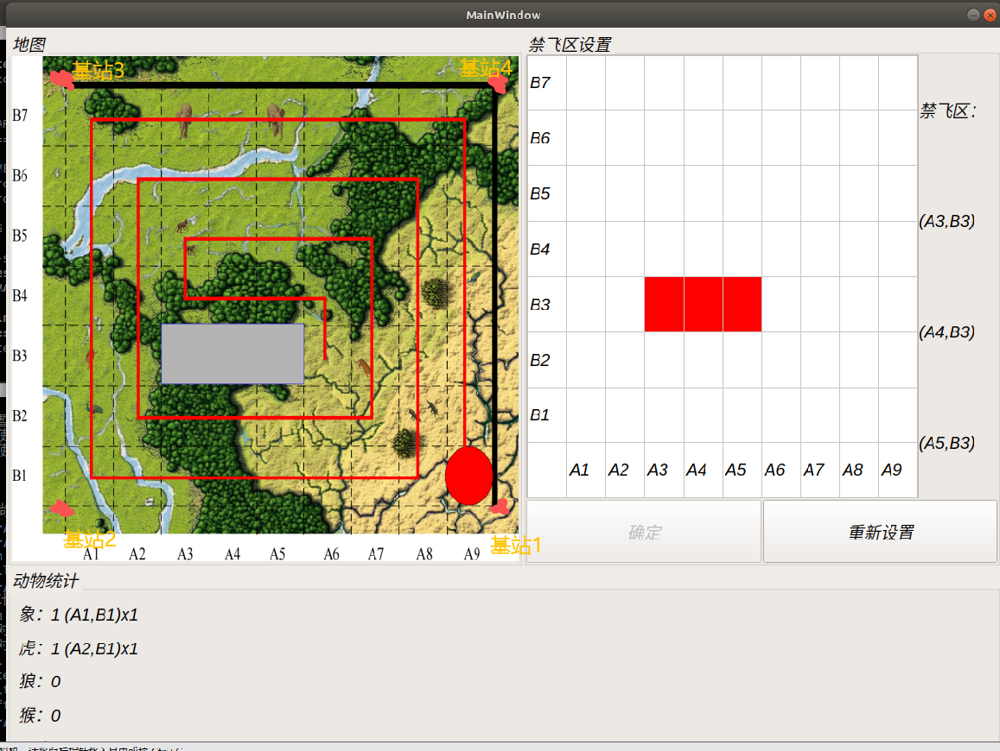 MainWindow
地图
基站3
基站4
B7
B6
B5
B4
B3
B2
B1
基站2
基站1
A1 A2 A3 A4 A5 A6 A7 A8 A9
禁飞区设置
B7
B6
B5
B4
B3
B2
B1
A1 A2 A3 A4 A5 A6 A7 A8 A9
禁飞区：
(A3,B3)
(A4,B3)
(A5,B3)
确定
重新设置
动物统计
象：1 (A1,B1)x1
虎：1 (A2,B1)x1
狼：0
猴：0